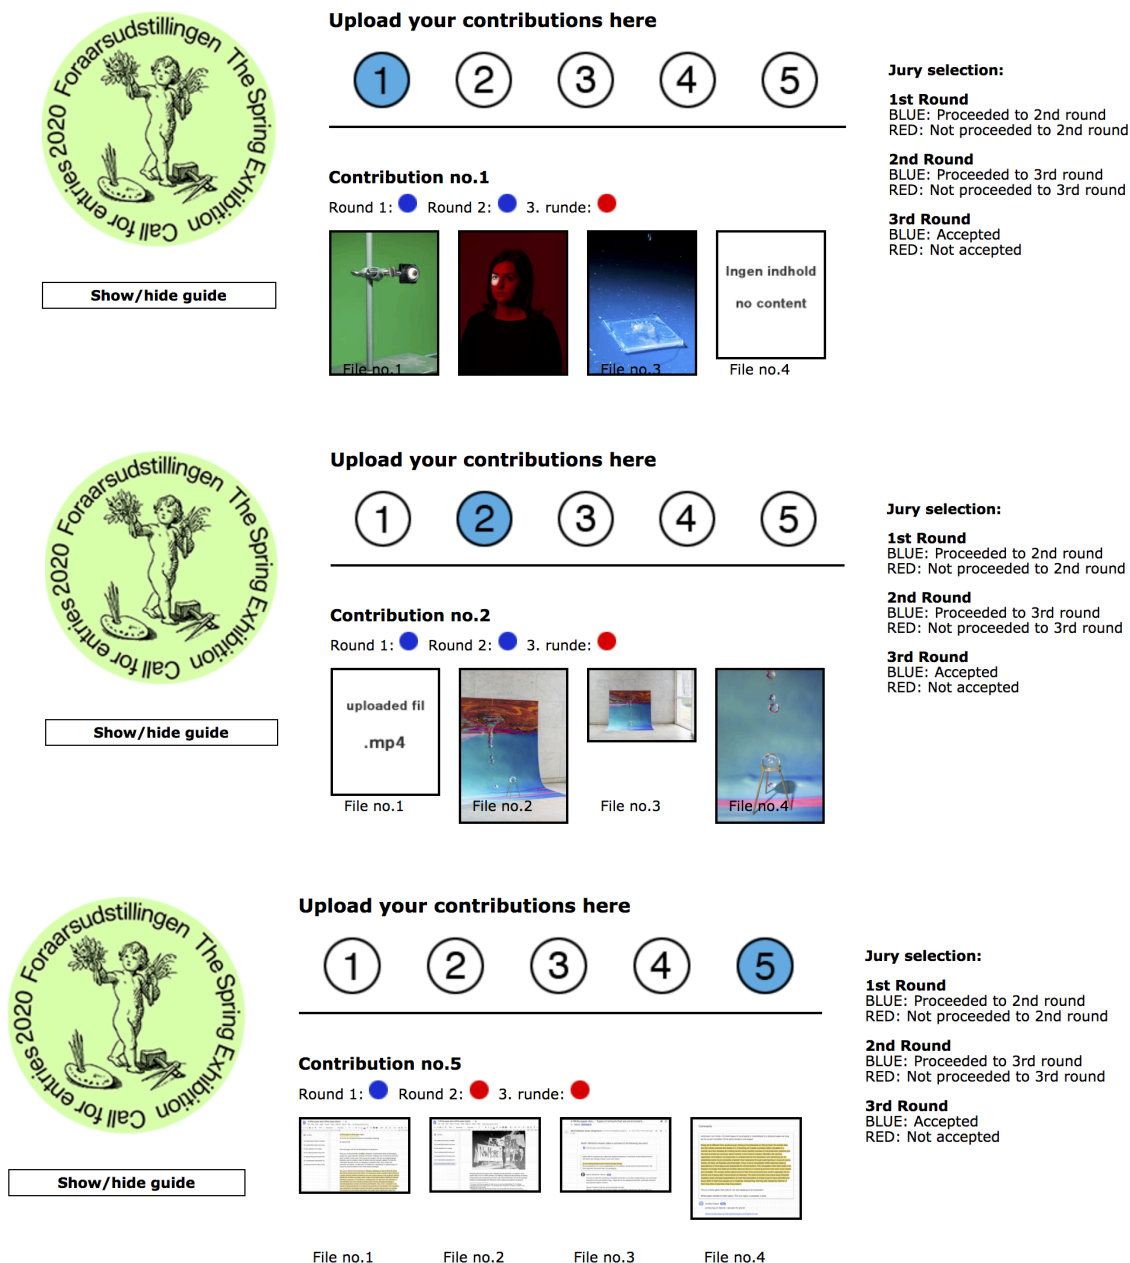 Foraarsudstillingen The Spring Exhibition Call for entries 2020
Show/hide guide
Upload your contributions here
1 2 3 4 5
Contribution no.1
Round 1: Round 2: 3. runde:
Ingen indhold
no content
File no.1 File no.3 File no.4
Jury selection:
1st Round
BLUE: Proceeded to 2nd round
RED: Not proceeded to 2nd round
2nd Round
BLUE: Proceeded to 3rd round
RED: Not proceeded to 3rd round
3rd Round
BLUE: Accepted
RED: Not accepted
Foraarsudstillingen The Spring Exhibition Call for entries 2020
Show/hide guide
Upload your contributions here
1 2 3 4 5
Contribution no.2
Round 1: Round 2: 3. runde:
uploaded fil
.mp4
File no.1 File no.2 File no.3 File no.4
Jury selection:
1st Round
BLUE: Proceeded to 2nd round
RED: Not proceeded to 2nd round
2nd Round
BLUE: Proceeded to 3rd round
RED: Not proceeded to 3rd round
3rd Round
BLUE: Accepted
RED: Not accepted
Foraarsudstillingen The Spring Exhibition Call for entries 2020
Show/hide guide
Upload your contributions here
1 2 3 4 5
Contribution no.5
Round 1: Round 2: 3. runde:
File no.1 File no.2 File no.3 File no.4
Jury selection:
1st Round
BLUE: Proceeded to 2nd round
RED: Not proceeded to 2nd round
2nd Round
BLUE: Proceeded to 3rd round
RED: Not proceeded to 3rd round
3rd Round
BLUE: Accepted
RED: Not accepted